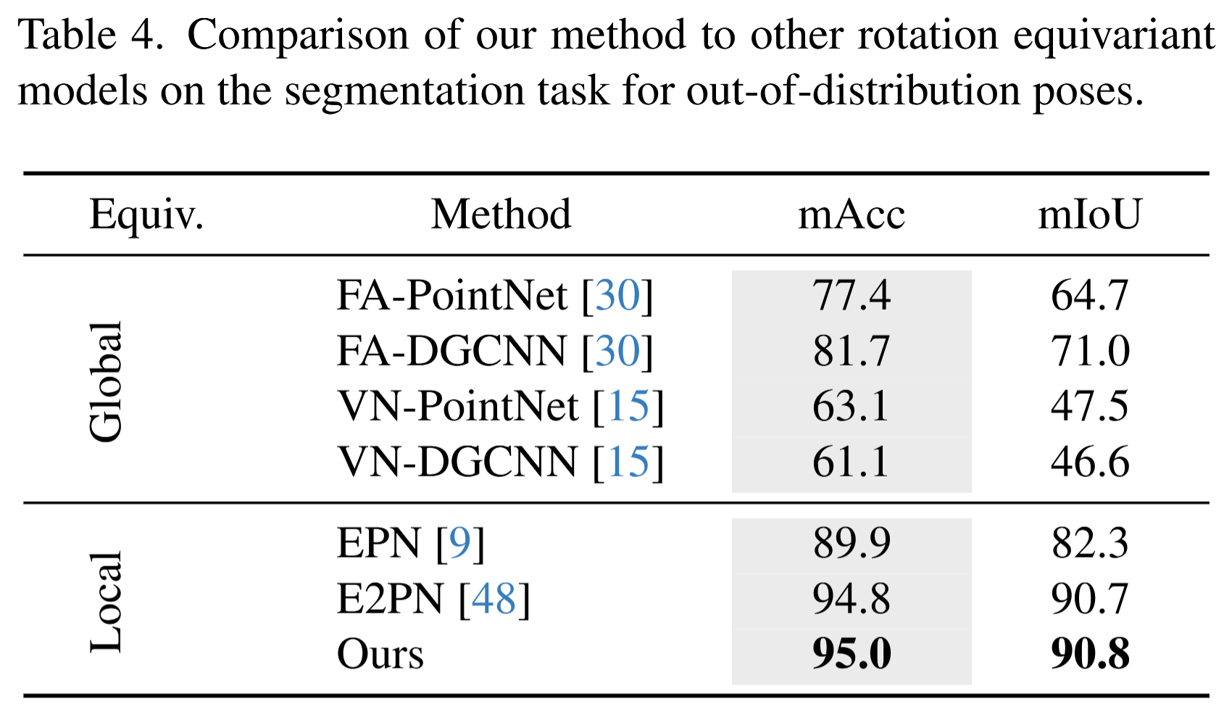 Table 4. Comparison of our method to other rotation equivariant
models on the segmentation task for out-of-distribution poses.
Equiv. Method mAcc mIoU
Global
FA-PointNet [30] 77.4 64.7
FA-DGCNN [30] 81.7 71.0
VN-PointNet [15] 63.1 47.5
VN-DGCNN [15] 61.1 46.6
Local
EPN [9] 89.9 82.3
E2PN [48] 94.8 90.7
Ours 95.0 90.8